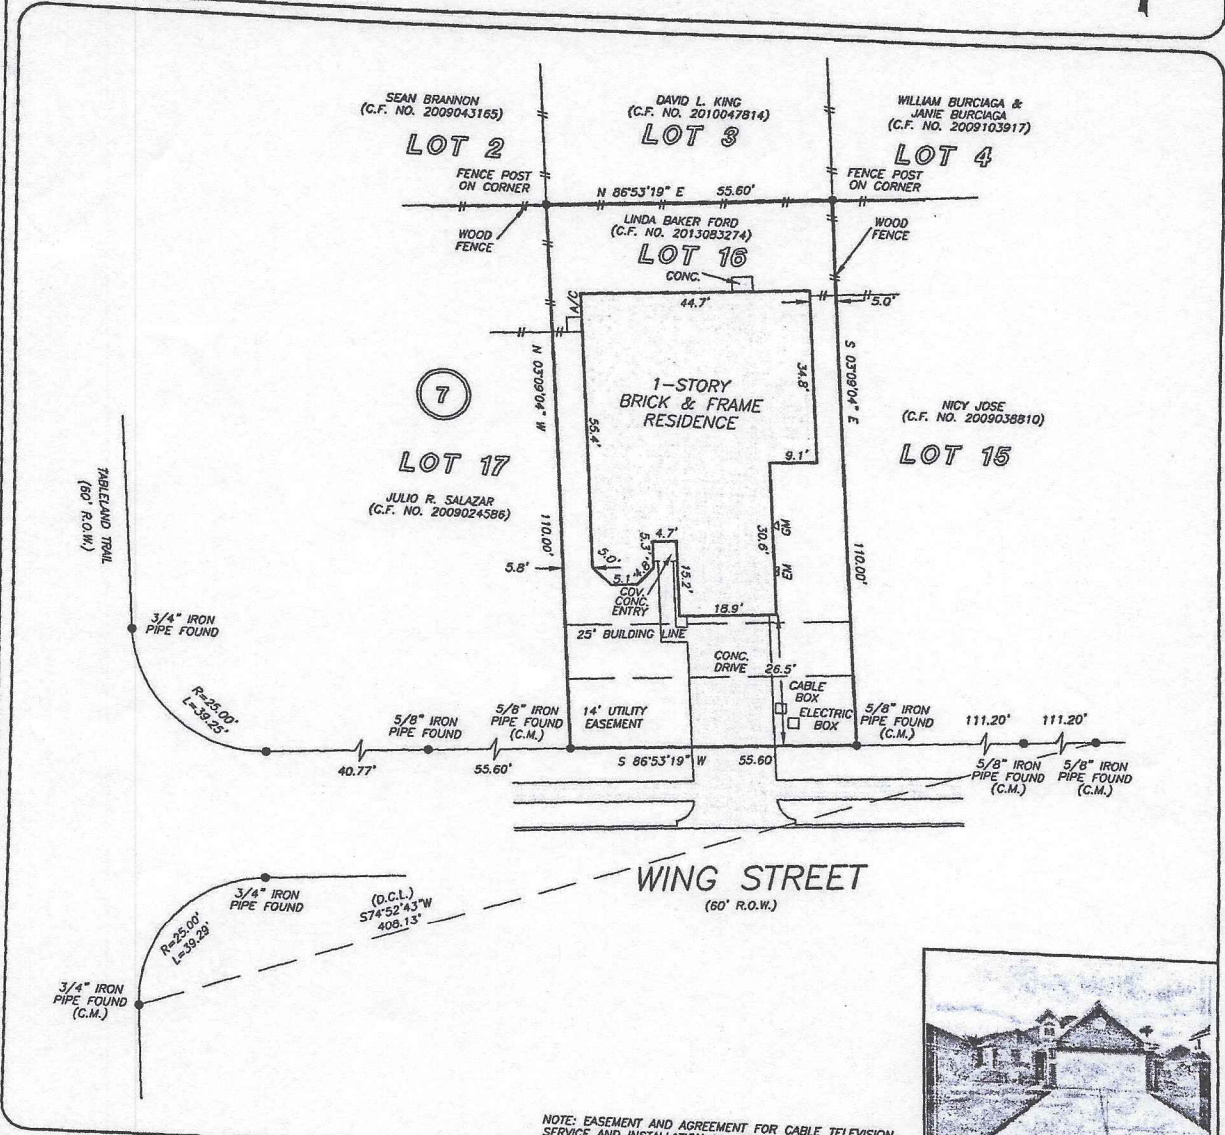 SEAN BRANNON
(C.F. NO. 2009043165)
LOT 2
DAVID L. KING
(C.F. NO. 2010047814)
LOT 3
WILLIAM BURCIAGA &
JANIE BURCIAGA
(C.F. NO. 2009103917)
LOT 4
FENCE POST
ON CORNER
N 86°53'19" E 55.60'
FENCE POST
ON CORNER
WOOD
FENCE
LINDA BAKER FORD
(C.F. NO. 2013083274)
LOT 16
CONC.
WOOD
FENCE
A/C
44.7'
5.0'
N 03°09'04" W
110.00'
7
LOT 17
JULIO R. SALAZAR
(C.F. NO. 2009024586)
55.4'
1-STORY
BRICK & FRAME
RESIDENCE
34.8'
9.1'
S 03°09'04" E
110.00'
NICY JOSE
(C.F. NO. 2009038810)
LOT 15
TABLELAND TRAIL
(60' R.O.W.)
5.8'
5.0'
5.1'
4.8'
5.3'
4.7'
15.2'
COV.
CONC.
ENTRY
30.6'
GM
EM
18.9'
25' BUILDING LINE
CONC.
DRIVE
26.5'
CABLE
BOX
ELECTRIC
BOX
14' UTILITY
EASEMENT
3/4" IRON
PIPE FOUND
R=25.00'
L=39.25'
40.77'
5/8" IRON
PIPE FOUND
55.60'
5/8" IRON
PIPE FOUND
(C.M.)
S 86°53'19" W 55.60'
5/8" IRON
PIPE FOUND
(C.M.)
111.20'
111.20'
5/8" IRON
PIPE FOUND
(C.M.)
5/8" IRON
PIPE FOUND
(C.M.)
WING STREET
(60' R.O.W.)
3/4" IRON
PIPE FOUND
R=25.00'
L=39.29'
(D.C.L.)
S74°52'43"W
408.13'
3/4" IRON
PIPE FOUND
(C.M.)
NOTE: EASEMENT AND AGREEMENT FOR CABLE TELEVISION
SERVICE AND